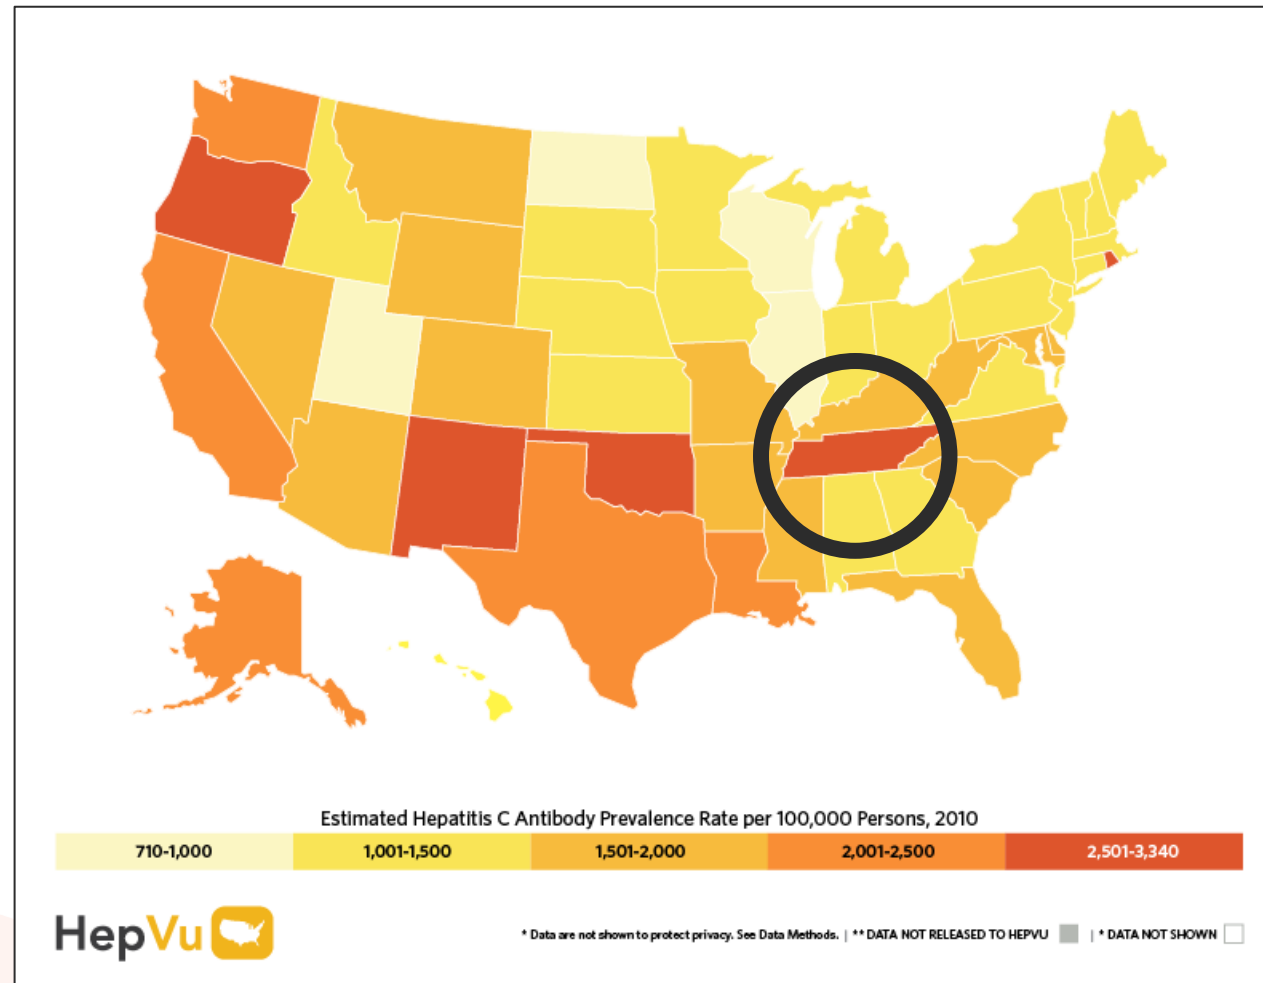 Estimated Hepatitis C Antibody Prevalence Rate per 100,000 Persons, 2010
710-1,000 1,001-1,500 1,501-2,000 2,001-2,500 2,501-3,340
HepVu
* Data are not shown to protect privacy. See Data Methods. | ** DATA NOT RELEASED TO HEPVU | * DATA NOT SHOWN